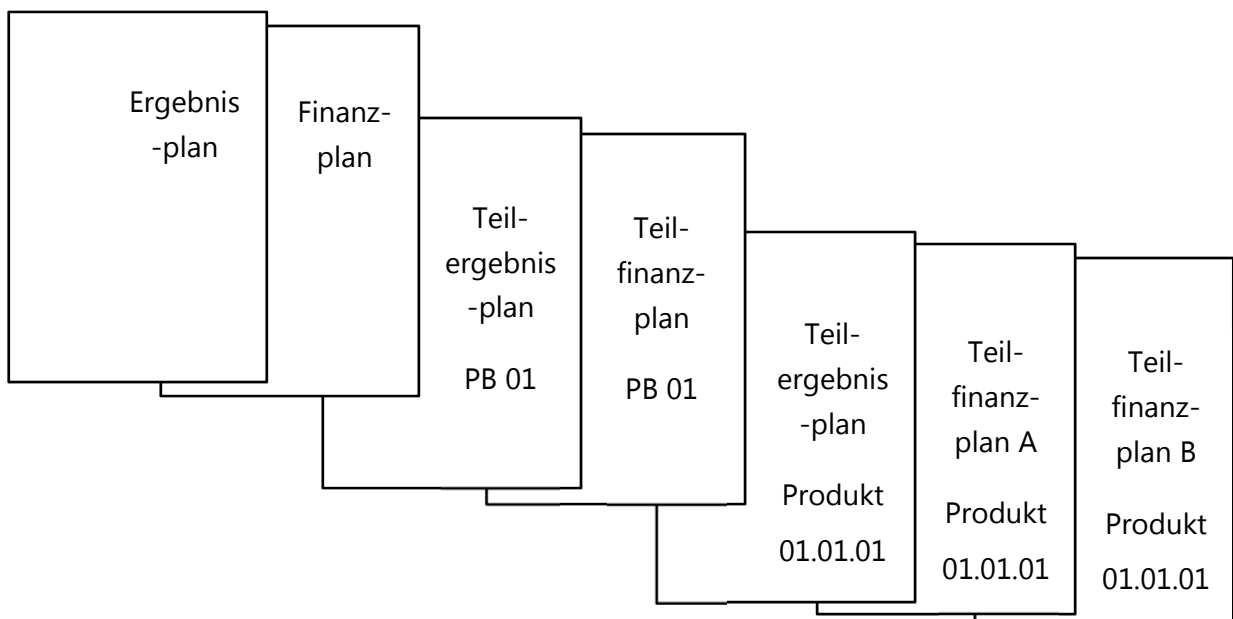 Ergebnis
-plan
Finanz-
plan
Teil-
ergebnis
-plan
PB 01
Teil-
finanz-
plan
PB 01
Teil-
ergebnis
-plan
Produkt
01.01.01
Teil-
finanz-
plan A
Produkt
01.01.01
Teil-
finanz-
plan B
Produkt
01.01.01